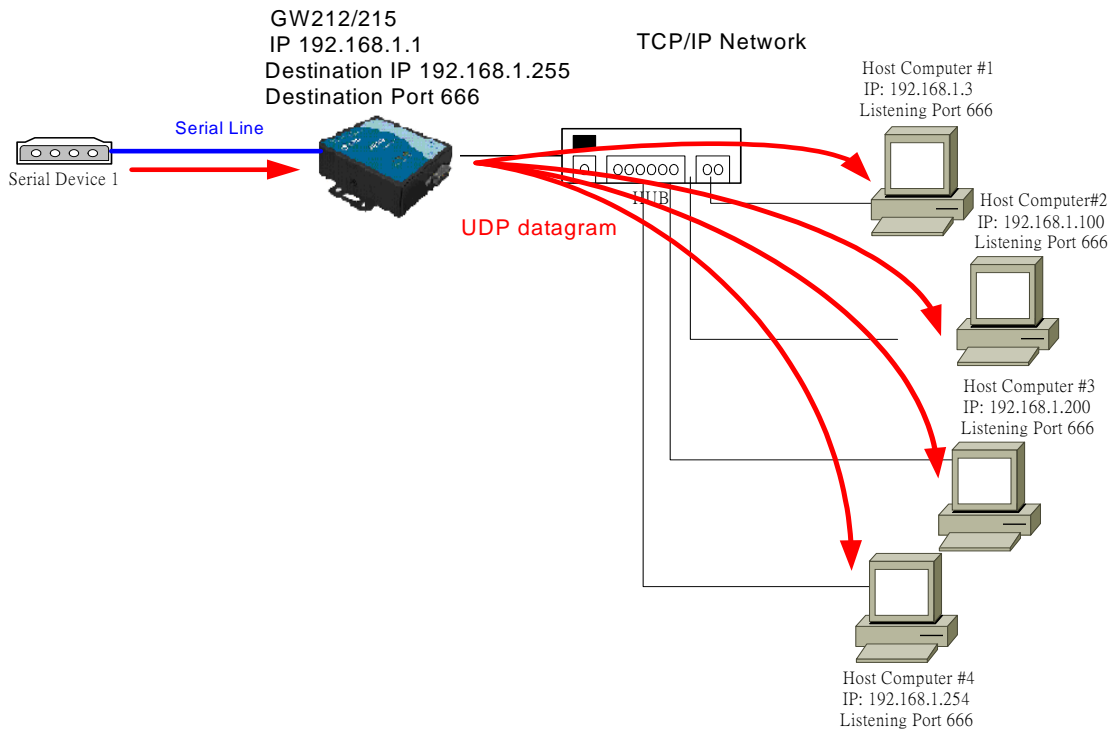 GW212/215
IP 192.168.1.1
Destination IP 192.168.1.255
Destination Port 666
TCP/IP Network
Host Computer #1
IP: 192.168.1.3
Listening Port 666
Serial Line
Serial Device 1
HUB
UDP datagram
Host Computer#2
IP: 192.168.1.100
Listening Port 666
Host Computer #3
IP: 192.168.1.200
Listening Port 666
Host Computer #4
IP: 192.168.1.254
Listening Port 666